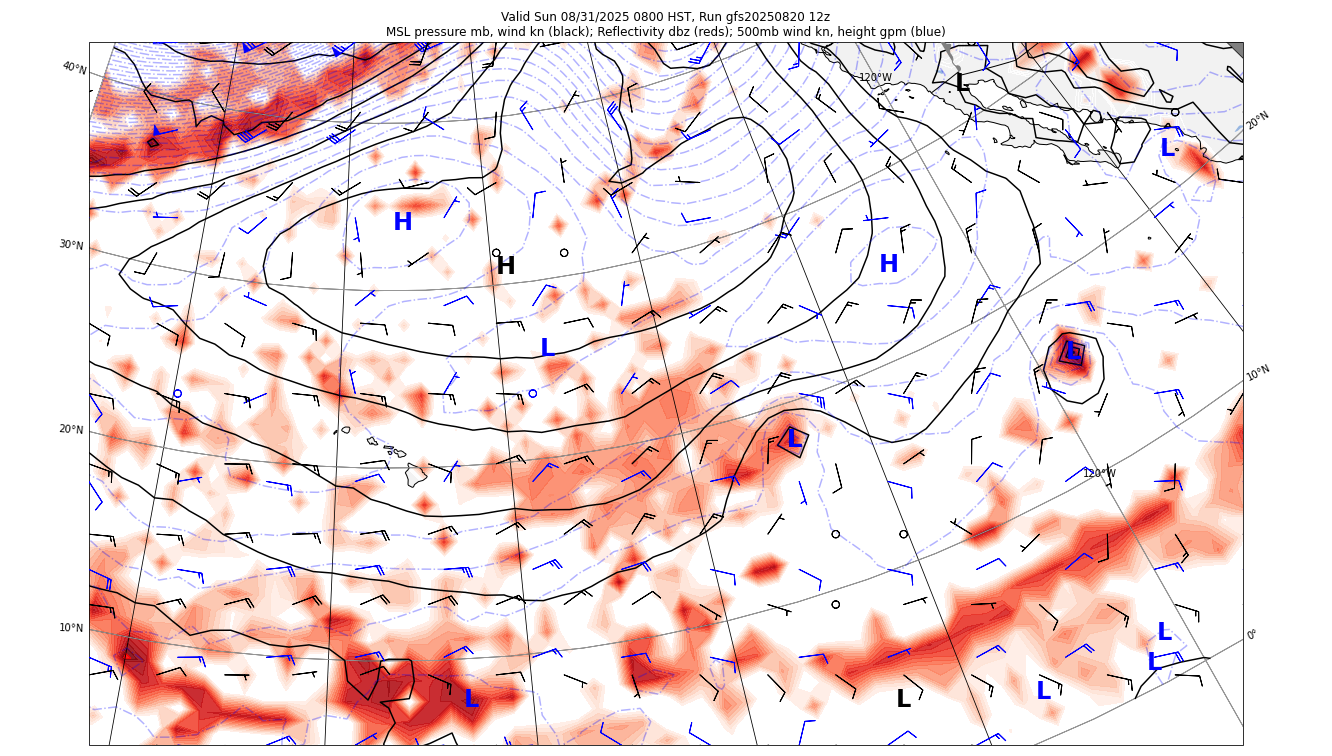 Valid Sun 08/31/2025 0800 HST, Run gfs20250820 12z
MSL pressure mb, wind kn (black); Reflectivity dbz (reds); 500mb wind kn, height gpm (blue)
40°N
120°W
L
20°N
L
H
30°N
H
H
L
L
10°N
20°N
L
120°W
10°N
L
0°
L
L
L
L